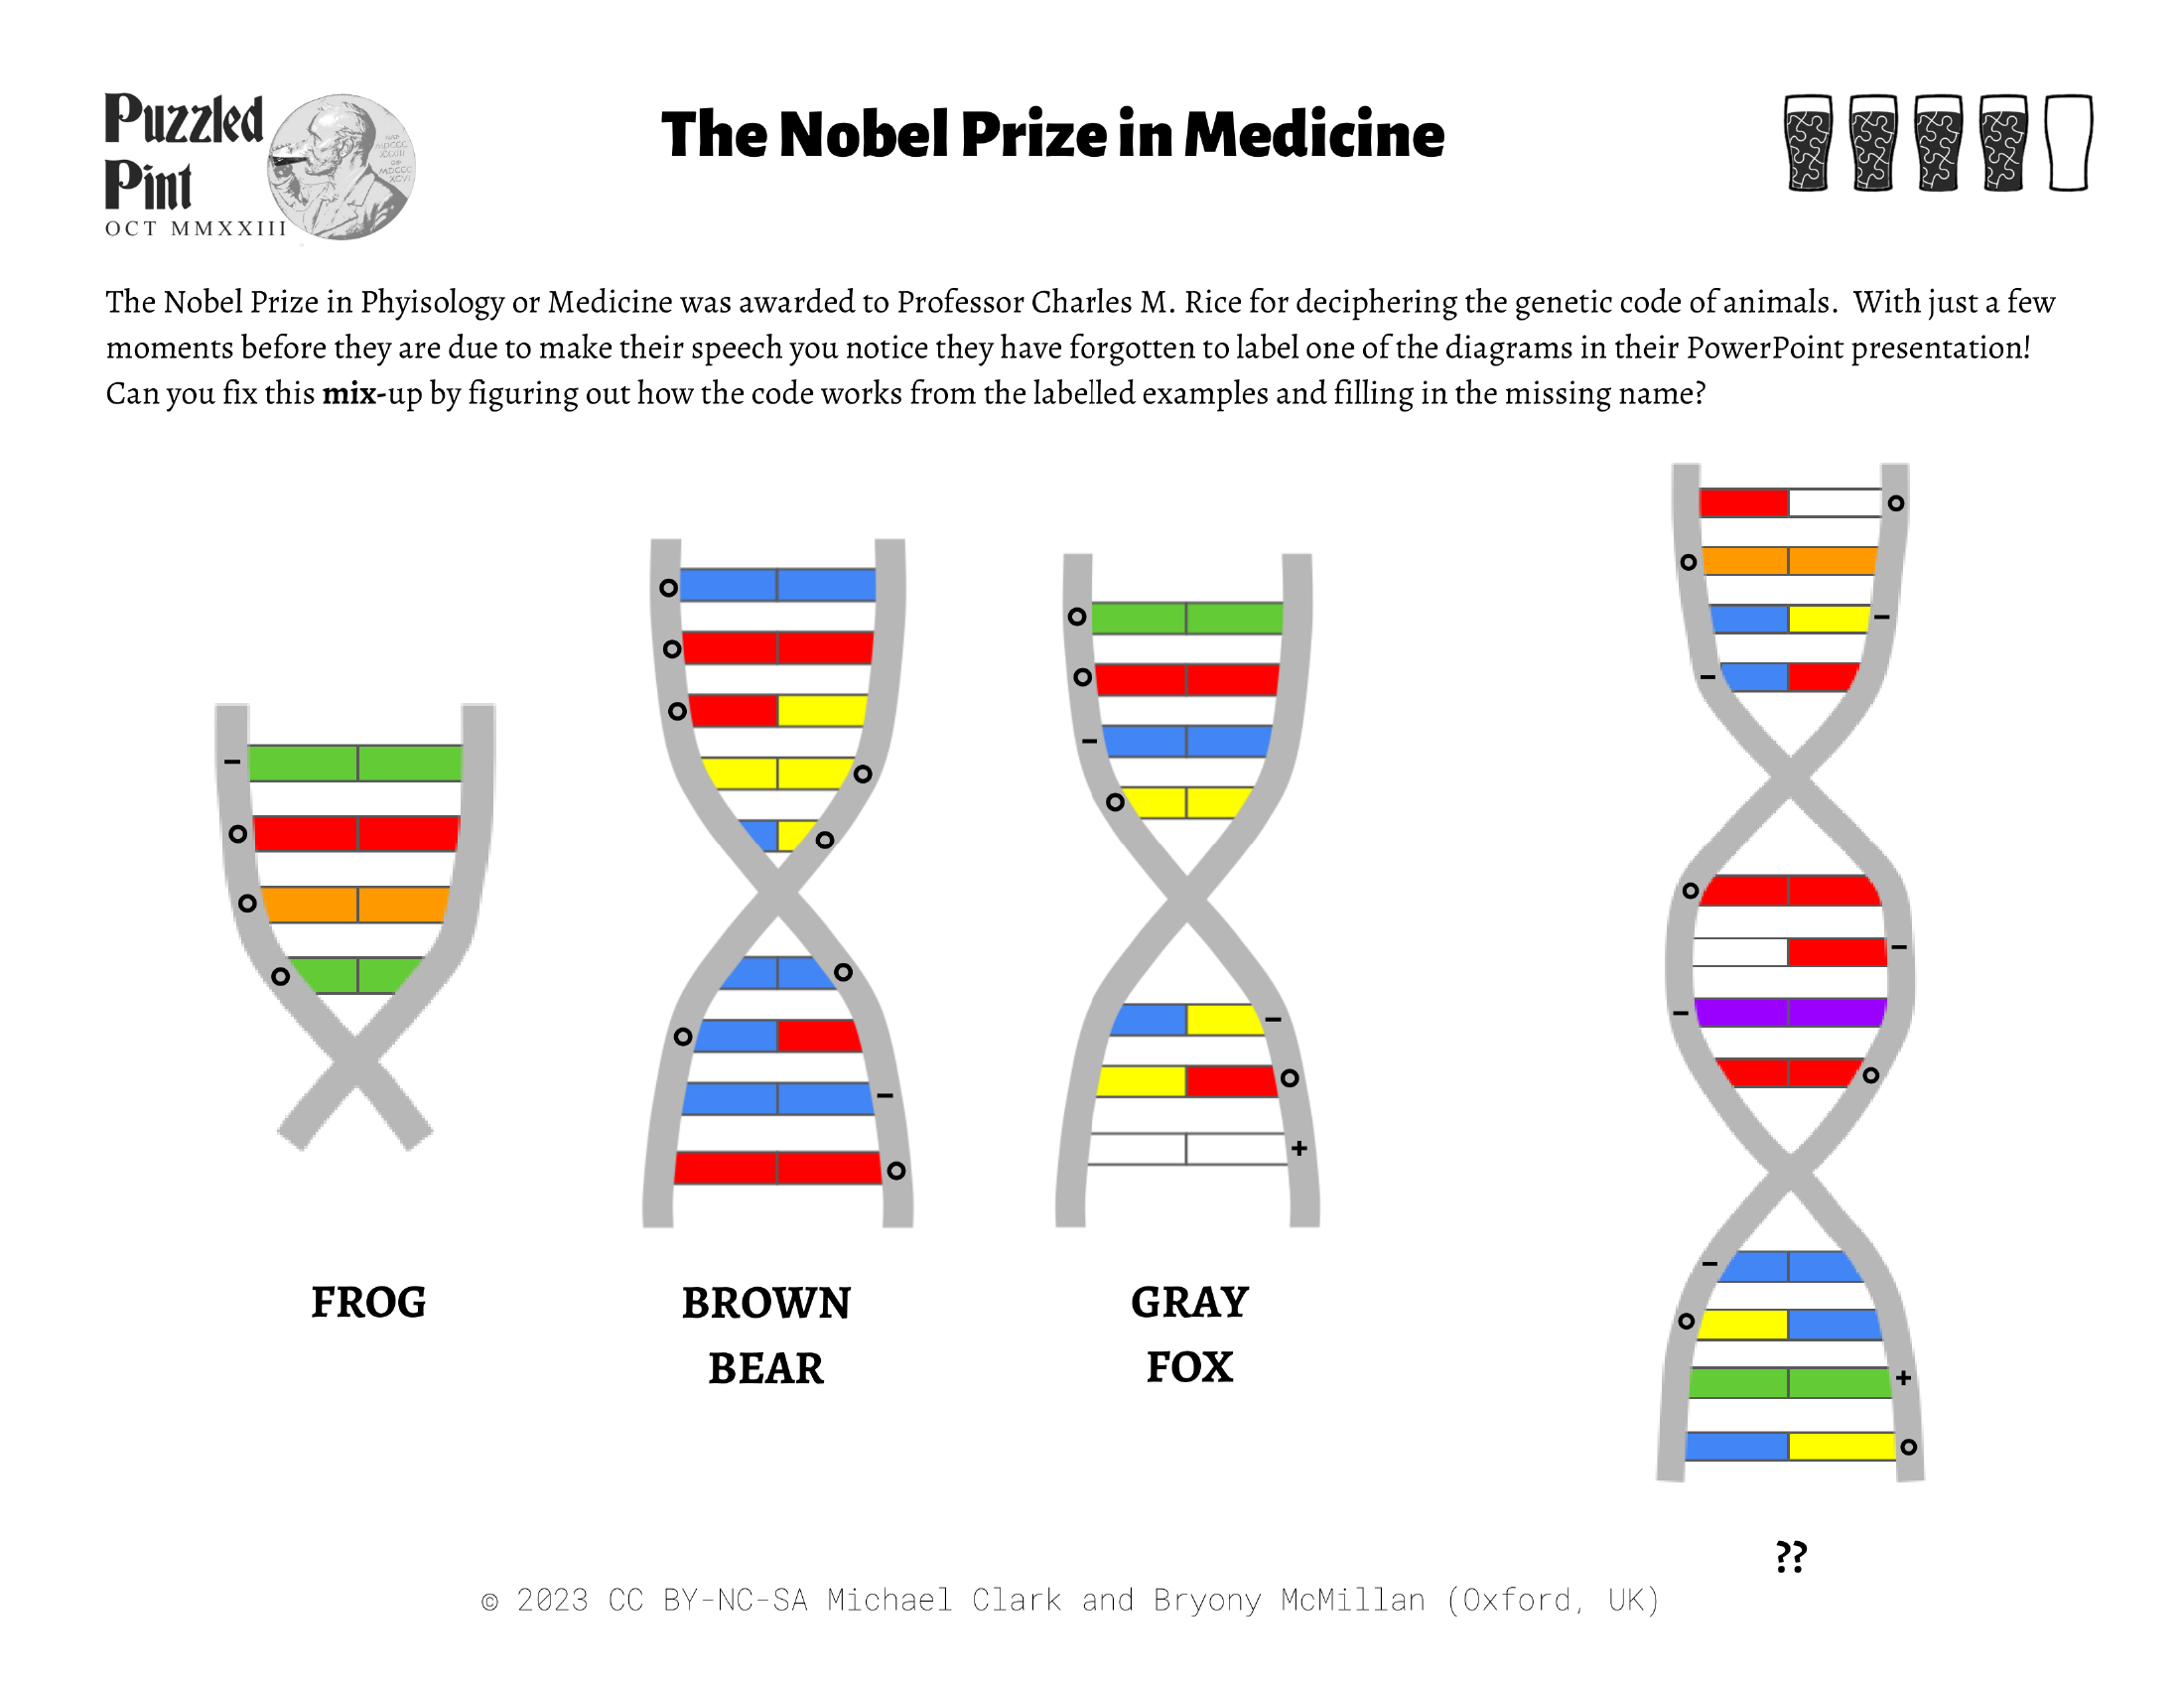 Puzzled
Pint
OCT MMXXIII
The Nobel Prize in Medicine
The Nobel Prize in Phyisology or Medicine was awarded to Professor Charles M. Rice for deciphering the genetic code of animals.  With just a few
moments before they are due to make their speech you notice they have forgotten to label one of the diagrams in their PowerPoint presentation!
Can you fix this mix-up by figuring out how the code works from the labelled examples and filling in the missing name?
FROG
BROWN
BEAR
GRAY
FOX
??
© 2023 CC BY-NC-SA Michael Clark and Bryony McMillan (Oxford, UK)